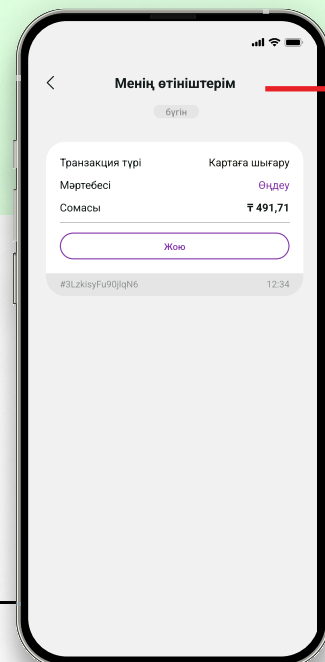 Менің өтініштерім
бүгін
Транзакция түрі Картаға шығару
Мәртебесі Өңдеу
Сомасы ₸ 491,71
Жою
#3LzkisyFu90jlqN6 12:34